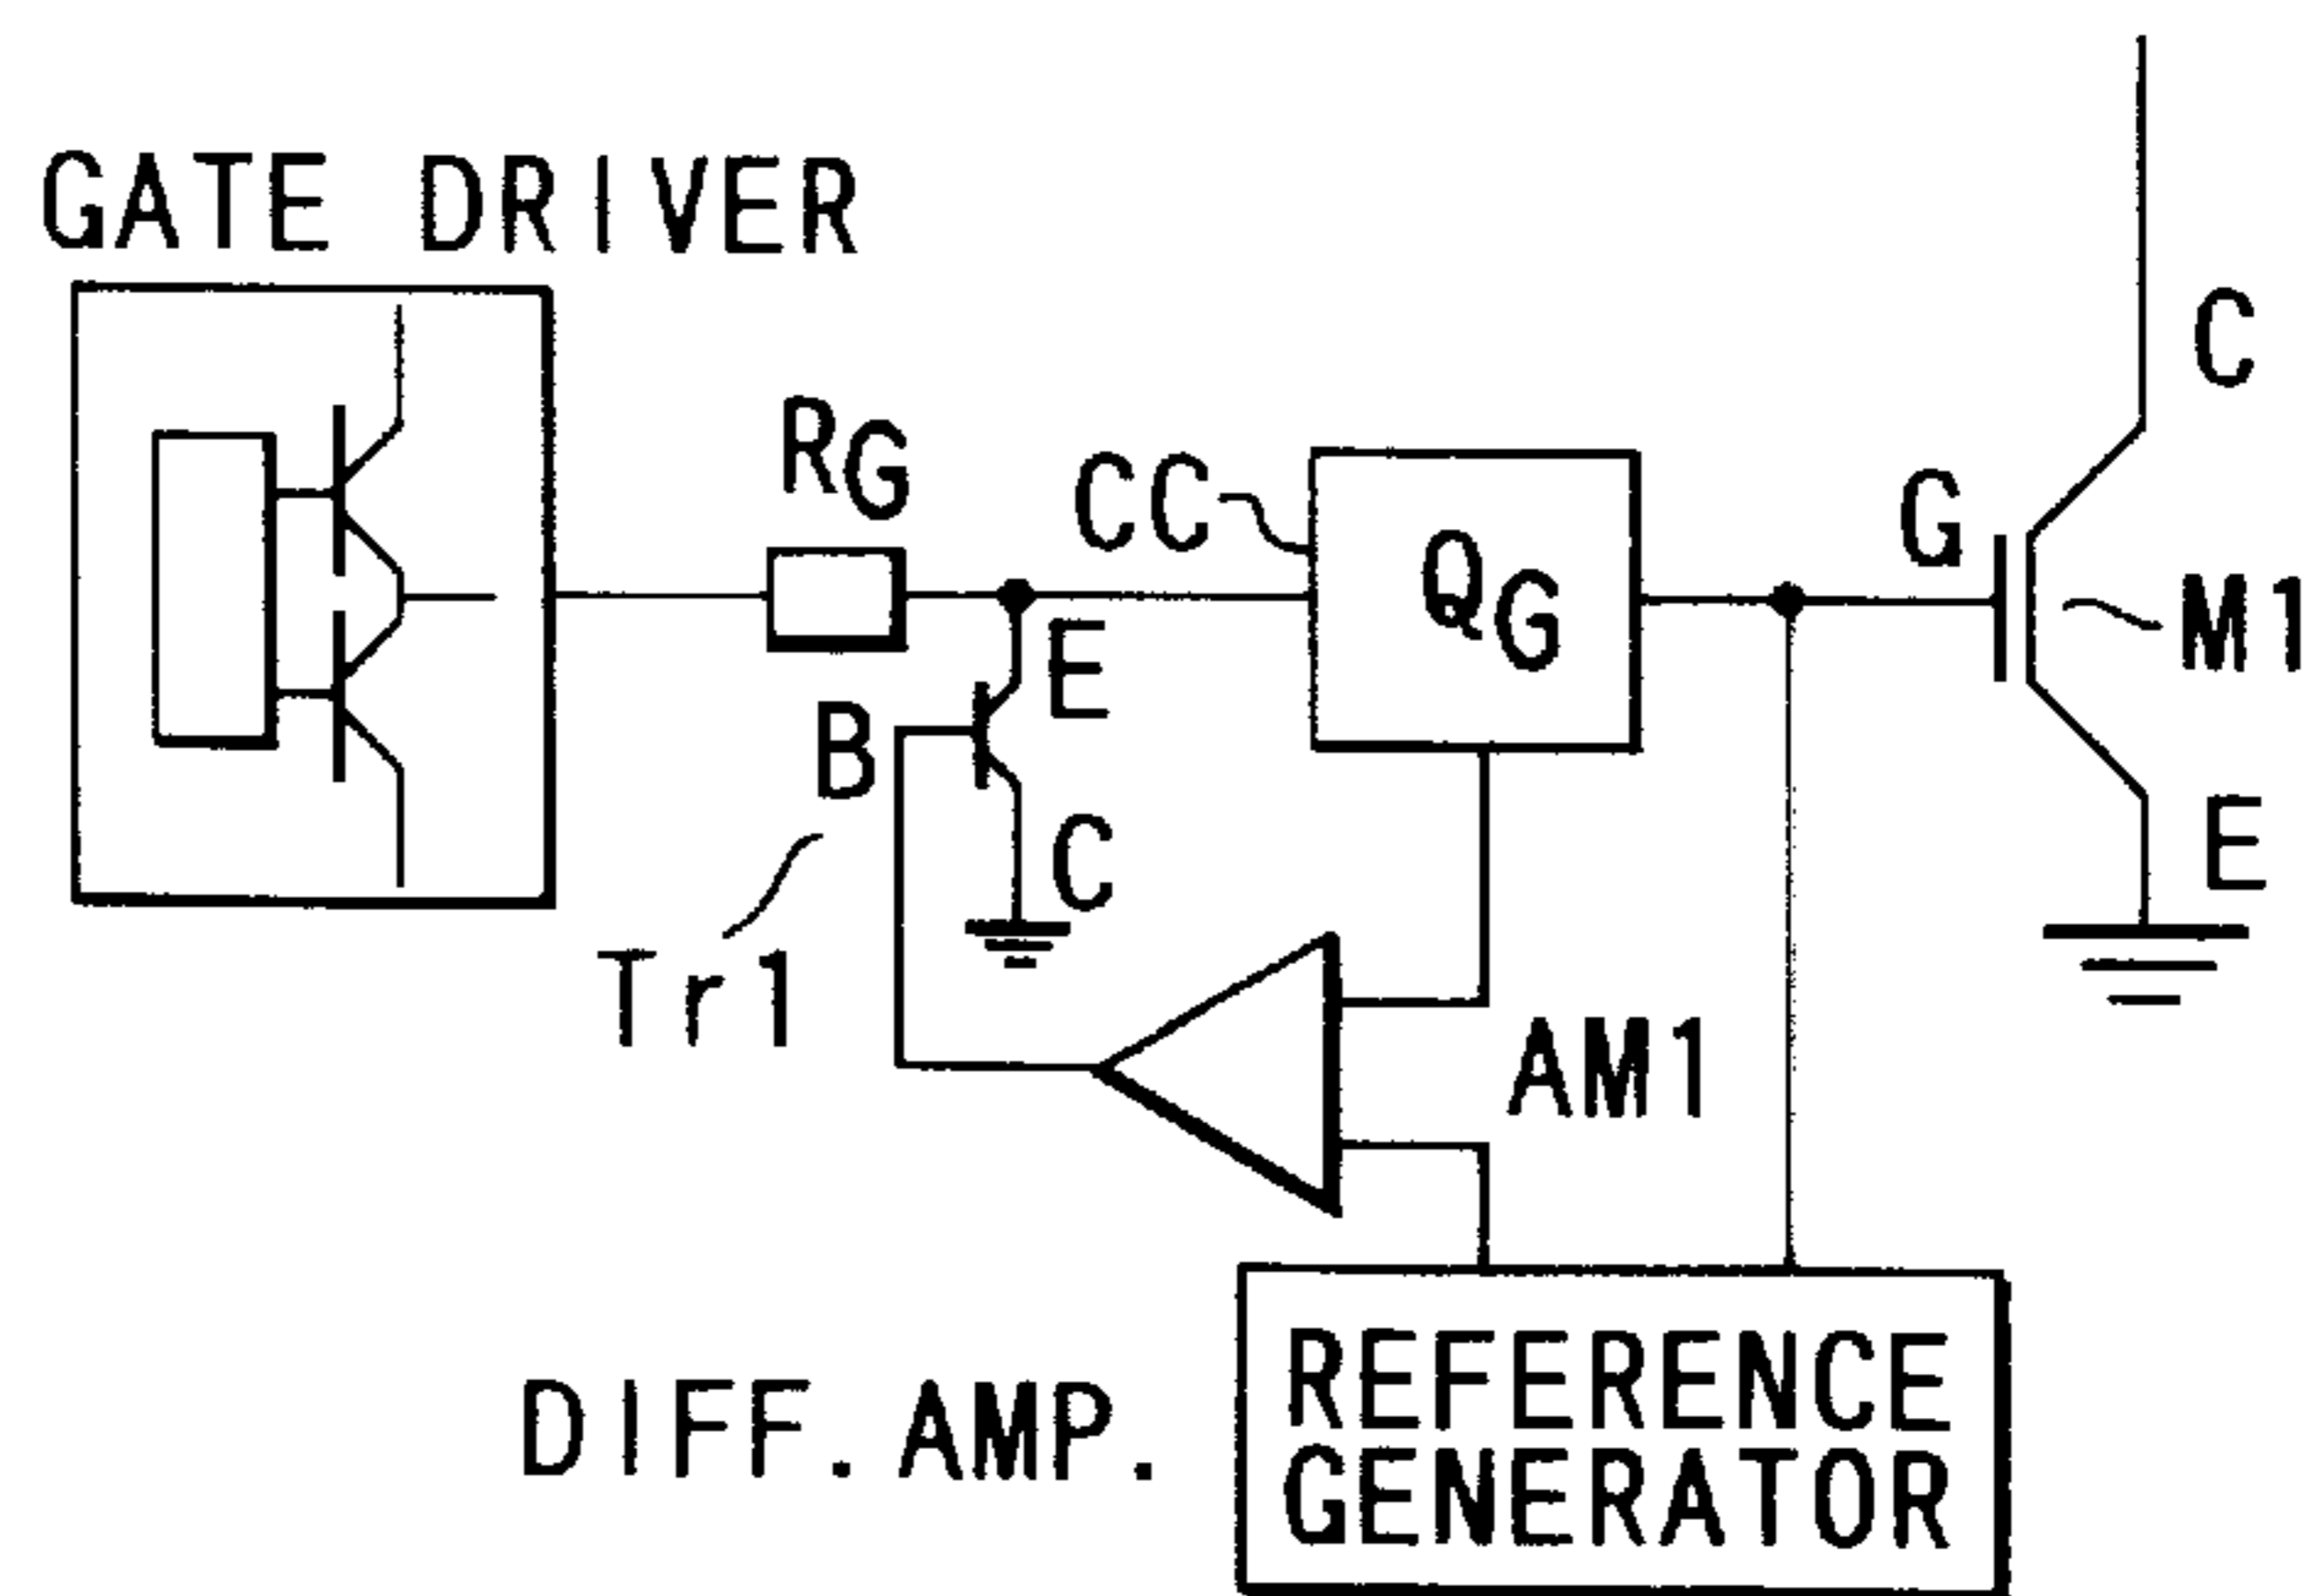 GATE DRIVER
C
RG
CC
QG
G
M1
E
B
C
E
Tr1
AM1
DIFF. AMP.
REFERENCE
GENERATOR